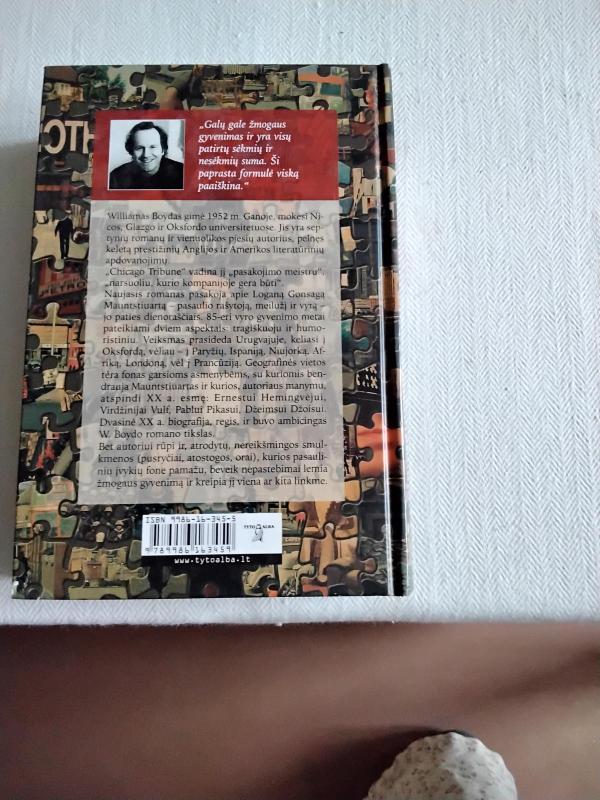 OTH
HTC
„Galų gale žmogaus
gyvenimas ir yra visų
patirtų sėkmių ir
nesėkmių suma. Ši
paprasta formulė viską
paaiškina.“
Williamas Boydas gimė 1952 m. Ganoje, mokėsi Ni-
cos, Glazgo ir Oksfordo universitetuose. Jis yra sep-
tynių romanų ir vienuolikos pjesių autorius, pelnęs
keletą prestižinių Anglijos ir Amerikos literatūrinių
apdovanojimų.
„Chicago Tribune“ vadina jį „pasakojimo meistru“,
„narsuoliu, kurio kompanijoje gera būti“.
Naujasis romanas pasakoja apie Loganą Gonsagą
Mauntstiuartą – pasaulio rašytoją, meilužį ir vyrą –
jo paties dienoraščiais. 85-eri vyro gyvenimo metai
pateikiami dviem aspektais: tragiškuoju ir humo-
ristiniu. Veiksmas prasideda Urugvajuje, keliasi į
Oksfordą, vėliau – į Paryžių, Ispaniją, Niujorką, Af-
riką, Londoną, vėl į Prancūziją. Geografinės vietos
tėra fonas garsioms asmenybėms, su kuriomis ben-
drauja Mauntstiuartas ir kurios, autoriaus manymu,
atspindi XX a. esmę: Ernestui Hemingvėjui,
Virdžinijai Vulf, Pablui Pikasui, Džeimsui Džoisui.
Dvasinė XX a. biografija, regis, ir buvo ambicingas
W. Boydo romano tikslas.
Bet autoriui rūpi ir, atrodytų, nereikšmingos smul-
kmenos (pusryčiai, atostogos, orai), kurios pasauli-
nių įvykių fone pamažu, beveik nepastebimai lemia
žmogaus gyvenimą ir kreipia jį viena ar kita linkme.
ISBN 9986-16-345-5
TYTO ALBA
9 789986 163459
www.tytoalba.lt